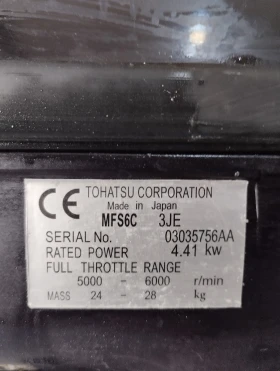 CE TOHATSU CORPORATION
Made in Japan
MFS6C 3JE
SERIAL No. 03035756AA
RATED POWER 4.41 kw
FULL THROTTLE RANGE
5000 - 6000 r/min
MASS 24 - 28 kg